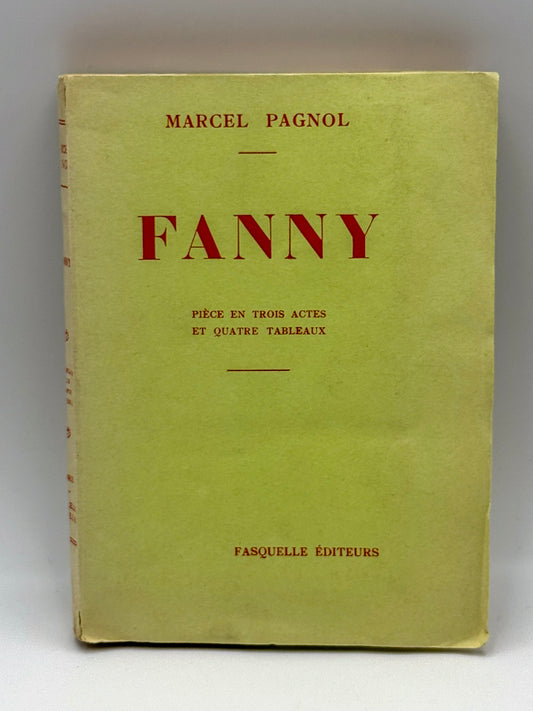 MARCEL PAGNOL
FANNY
PIÈCE EN TROIS ACTES
ET QUATRE TABLEAUX
FASQUELLE ÉDITEURS